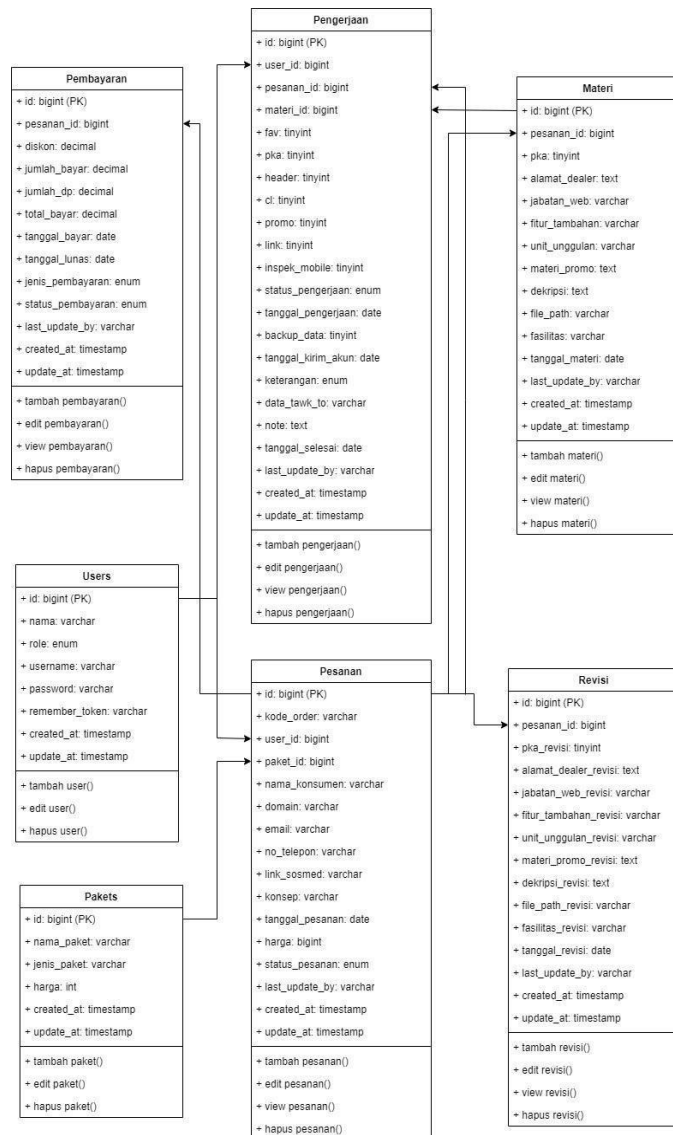 Pembayaran
+ id: bigint (PK)
+ pesanan_id: bigint
+ diskon: decimal
+ jumlah_bayar: decimal
+ jumlah_dp: decimal
+ total_bayar: decimal
+ tanggal_bayar: date
+ tanggal_lunas: date
+ jenis_pembayaran: enum
+ status_pembayaran: enum
+ last_update_by: varchar
+ created_at: timestamp
+ update_at: timestamp
+ tambah pembayaran()
+ edit pembayaran()
+ view pembayaran()
+ hapus pembayaran()
Pengerjaan
+ id: bigint (PK)
+ user_id: bigint
+ pesanan_id: bigint
+ materi_id: bigint
+ fav: tinyint
+ pka: tinyint
+ header: tinyint
+ cl: tinyint
+ promo: tinyint
+ link: tinyint
+ inspek_mobile: tinyint
+ status_pengerjaan: enum
+ tanggal_pengerjaan: date
+ backup_data: tinyint
+ tanggal_kirim_akun: date
+ keterangan: enum
+ data_tawk_to: varchar
+ note: text
+ tanggal_selesai: date
+ last_update_by: varchar
+ created_at: timestamp
+ update_at: timestamp
+ tambah pengerjaan()
+ edit pengerjaan()
+ view pengerjaan()
+ hapus pengerjaan()
Materi
+ id: bigint (PK)
+ pesanan_id: bigint
+ pka: tinyint
+ alamat_dealer: text
+ jabatan_web: varchar
+ fitur_tambahan: varchar
+ unit_unggulan: varchar
+ materi_promo: text
+ dekripsi: text
+ file_path: varchar
+ fasilitas: varchar
+ tanggal_materi: date
+ last_update_by: varchar
+ created_at: timestamp
+ update_at: timestamp
+ tambah materi()
+ edit materi()
+ view materi()
+ hapus materi()
Users
+ id: bigint (PK)
+ nama: varchar
+ role: enum
+ username: varchar
+ password: varchar
+ remember_token: varchar
+ created_at: timestamp
+ update_at: timestamp
+ tambah user()
+ edit user()
+ hapus user()
Pakets
+ id: bigint (PK)
+ nama_paket: varchar
+ jenis_paket: varchar
+ harga: int
+ created_at: timestamp
+ update_at: timestamp
+ tambah paket()
+ edit paket()
+ hapus paket()
Pesanan
+ id: bigint (PK)
+ kode_order: varchar
+ user_id: bigint
+ paket_id: bigint
+ nama_konsumen: varchar
+ domain: varchar
+ email: varchar
+ no_telepon: varchar
+ link_sosmed: varchar
+ konsep: varchar
+ tanggal_pesanan: date
+ harga: bigint
+ status_pesanan: enum
+ last_update_by: varchar
+ created_at: timestamp
+ update_at: timestamp
+ tambah pesanan()
+ edit pesanan()
+ view pesanan()
+ hapus pesanan()
Revisi
+ id: bigint (PK)
+ pesanan_id: bigint
+ pka_revisi: tinyint
+ alamat_dealer_revisi: text
+ jabatan_web_revisi: varchar
+ fitur_tambahan_revisi: varchar
+ unit_unggulan_revisi: varchar
+ materi_promo_revisi: text
+ dekripsi_revisi: text
+ file_path_revisi: varchar
+ fasilitas_revisi: varchar
+ tanggal_revisi: date
+ last_update_by: varchar
+ created_at: timestamp
+ update_at: timestamp
+ tambah revisi()
+ edit revisi()
+ view revisi()
+ hapus revisi()